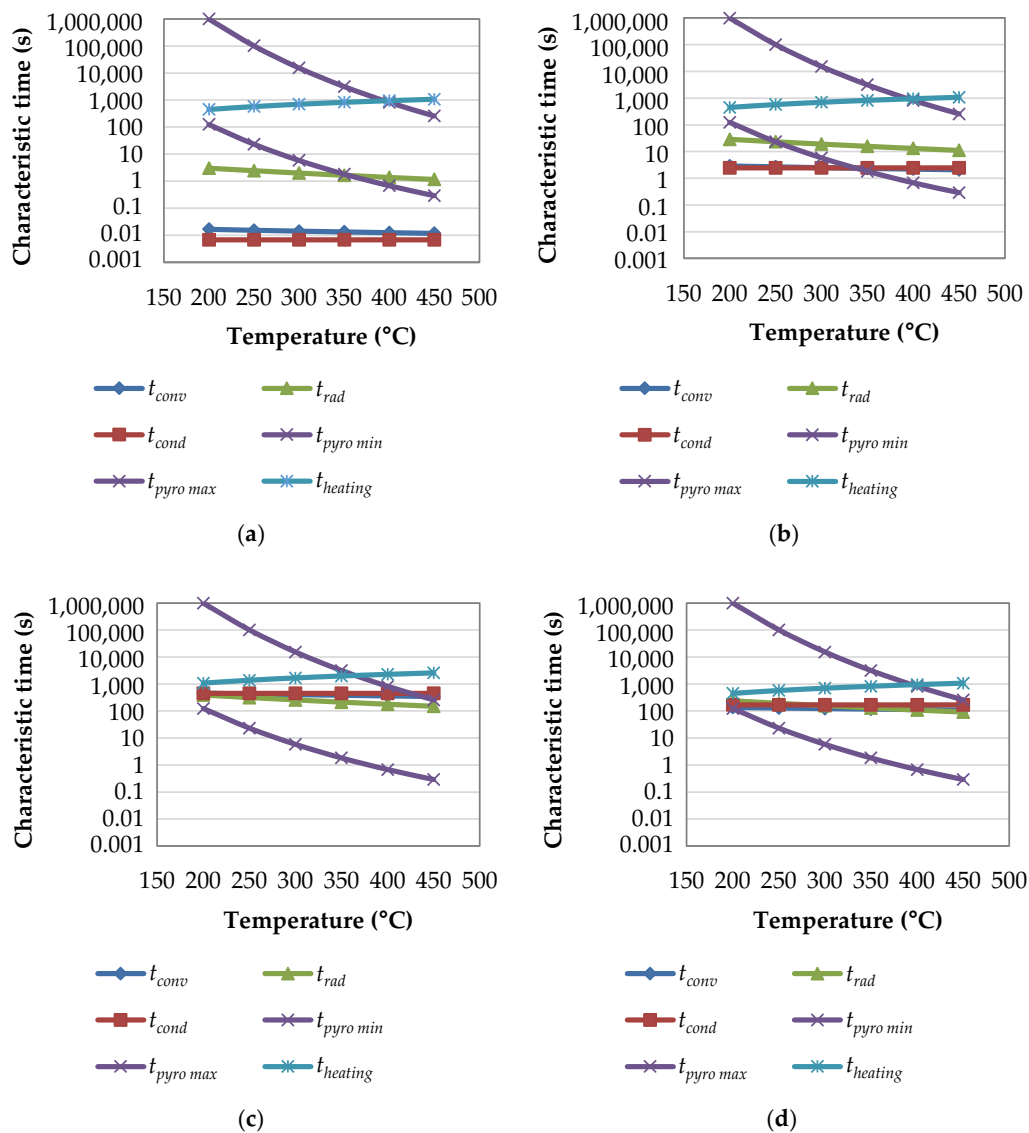 Characteristic time (s)
1,000,000
100,000
10,000
1,000
100
10
1
0.1
0.01
0.001
150 200 250 300 350 400 450 500
Temperature (°C)
t_conv t_rad
t_cond t_pyro min
t_pyro max t_heating
(a)
Characteristic time (s)
1,000,000
100,000
10,000
1,000
100
10
1
0.1
0.01
0.001
150 200 250 300 350 400 450 500
Temperature (°C)
t_conv t_rad
t_cond t_pyro min
t_pyro max t_heating
(b)
Characteristic time (s)
1,000,000
100,000
10,000
1,000
100
10
1
0.1
0.01
0.001
150 200 250 300 350 400 450 500
Temperature (°C)
t_conv t_rad
t_cond t_pyro min
t_pyro max t_heating
(c)
Characteristic time (s)
1,000,000
100,000
10,000
1,000
100
10
1
0.1
0.01
0.001
150 200 250 300 350 400 450 500
Temperature (°C)
t_conv t_rad
t_cond t_pyro min
t_pyro max t_heating
(d)